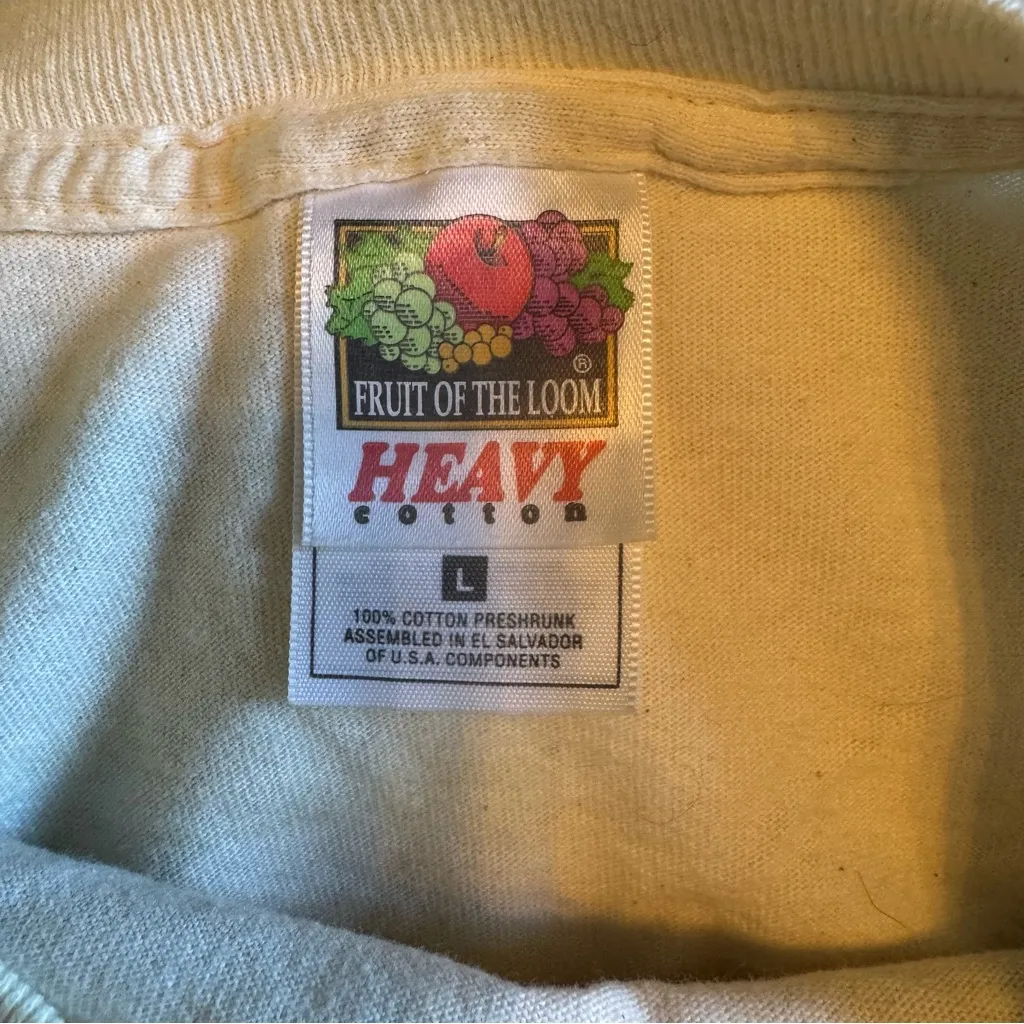 ®
FRUIT OF THE LOOM
HEAVY
cotton
L
100% COTTON PRESHRUNK
ASSEMBLED IN EL SALVADOR
OF U.S.A. COMPONENTS